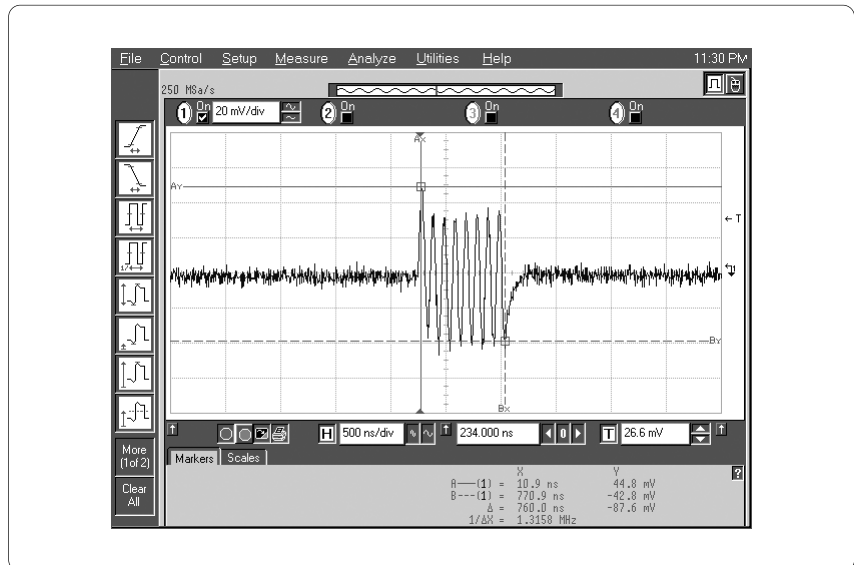 File Control Setup Measure Analyze Utilities Help 11:30 PM
250 MSa/s
1 On 20 mV/div 2 On 3 On 4 On
Ax
Ay
T
By
Bx
1/
More
(1of 2)
Clear
All
H 500 ns/div 234.000 ns 0 T 26.6 mV
Markers Scales
?
X Y
A——(1) = 10.9 ns 44.8 mV
B---(1) = 770.9 ns -42.8 mV
Δ = 760.0 ns -87.6 mV
1/ΔX = 1.3158 MHz